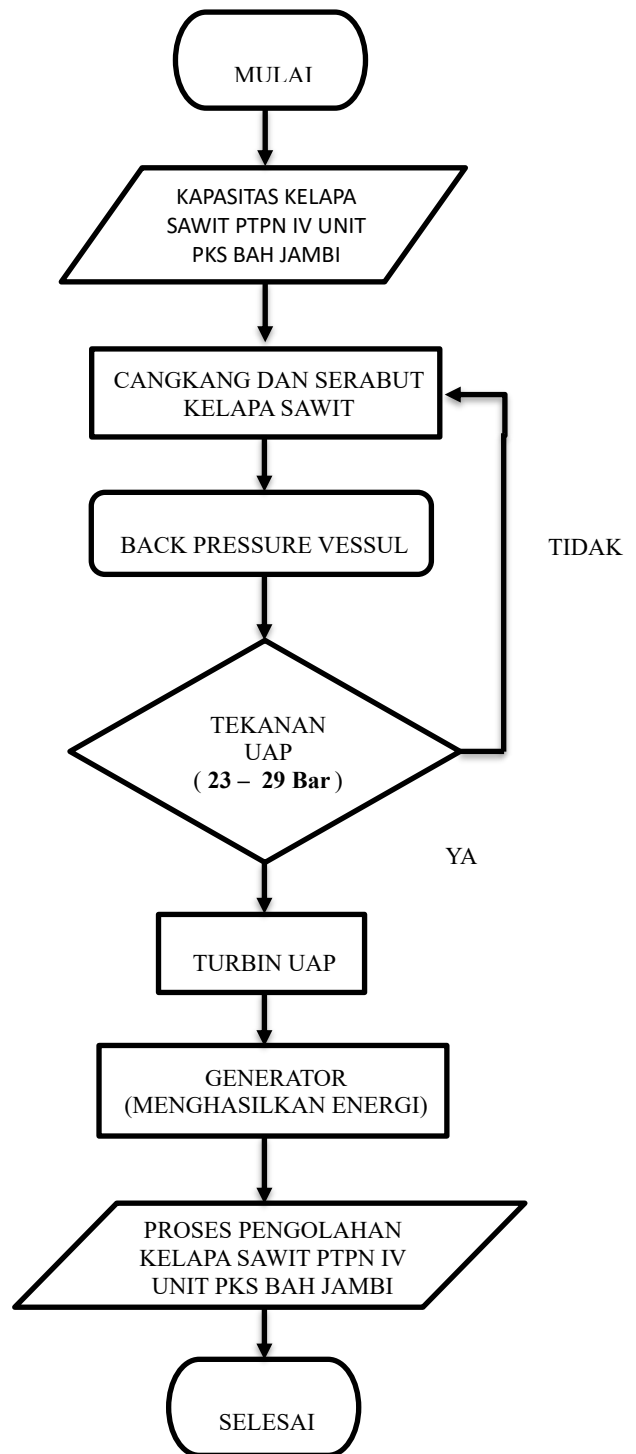 MULAI
KAPASITAS KELAPA
SAWIT PTPN IV UNIT
PKS BAH JAMBI
CANGKANG DAN SERABUT
KELAPA SAWIT
BACK PRESSURE VESSUL
TIDAK
TEKANAN
UAP
( 23 – 29 Bar )
YA
TURBIN UAP
GENERATOR
(MENGHASILKAN ENERGI)
PROSES PENGOLAHAN
KELAPA SAWIT PTPN IV
UNIT PKS BAH JAMBI
SELESAI